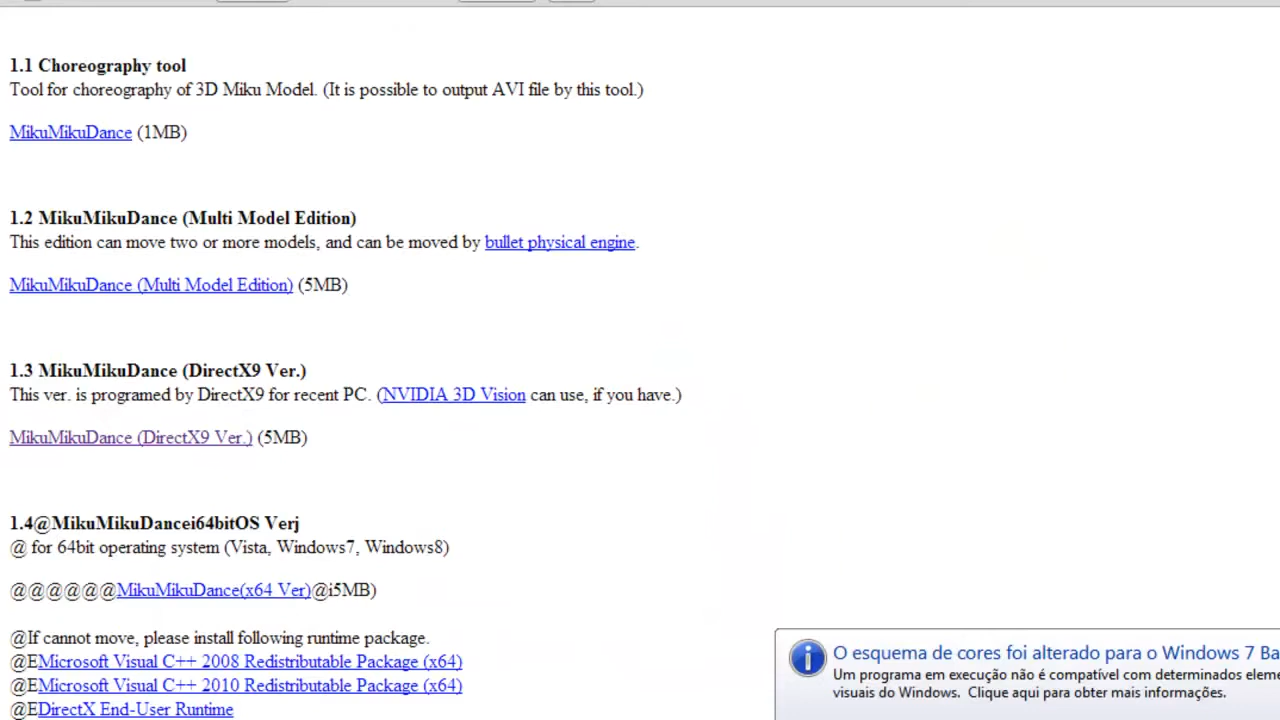 1.1 Choreography tool
Tool for choreography of 3D Miku Model. (It is possible to output AVI file by this tool.)
MikuMikuDance (1MB)
1.2 MikuMikuDance (Multi Model Edition)
This edition can move two or more models, and can be moved by bullet physical engine.
MikuMikuDance (Multi Model Edition) (5MB)
1.3 MikuMikuDance (DirectX9 Ver.)
This ver. is programed by DirectX9 for recent PC. (NVIDIA 3D Vision can use, if you have.)
MikuMikuDance (DirectX9 Ver.) (5MB)
1.4@MikuMikuDancei64bitOS Verj
@ for 64bit operating system (Vista, Windows7, Windows8)
@@@@@@MikuMikuDance(x64 Ver)@i5MB)
@If cannot move, please install following runtime package.
@EMicrosoft Visual C++ 2008 Redistributable Package (x64)
@EMicrosoft Visual C++ 2010 Redistributable Package (x64)
@EDirectX End-User Runtime
O esquema de cores foi alterado para o Windows 7 Ba
Um programa em execução não é compatível com determinados eleme
visuais do Windows. Clique aqui para obter mais informações.